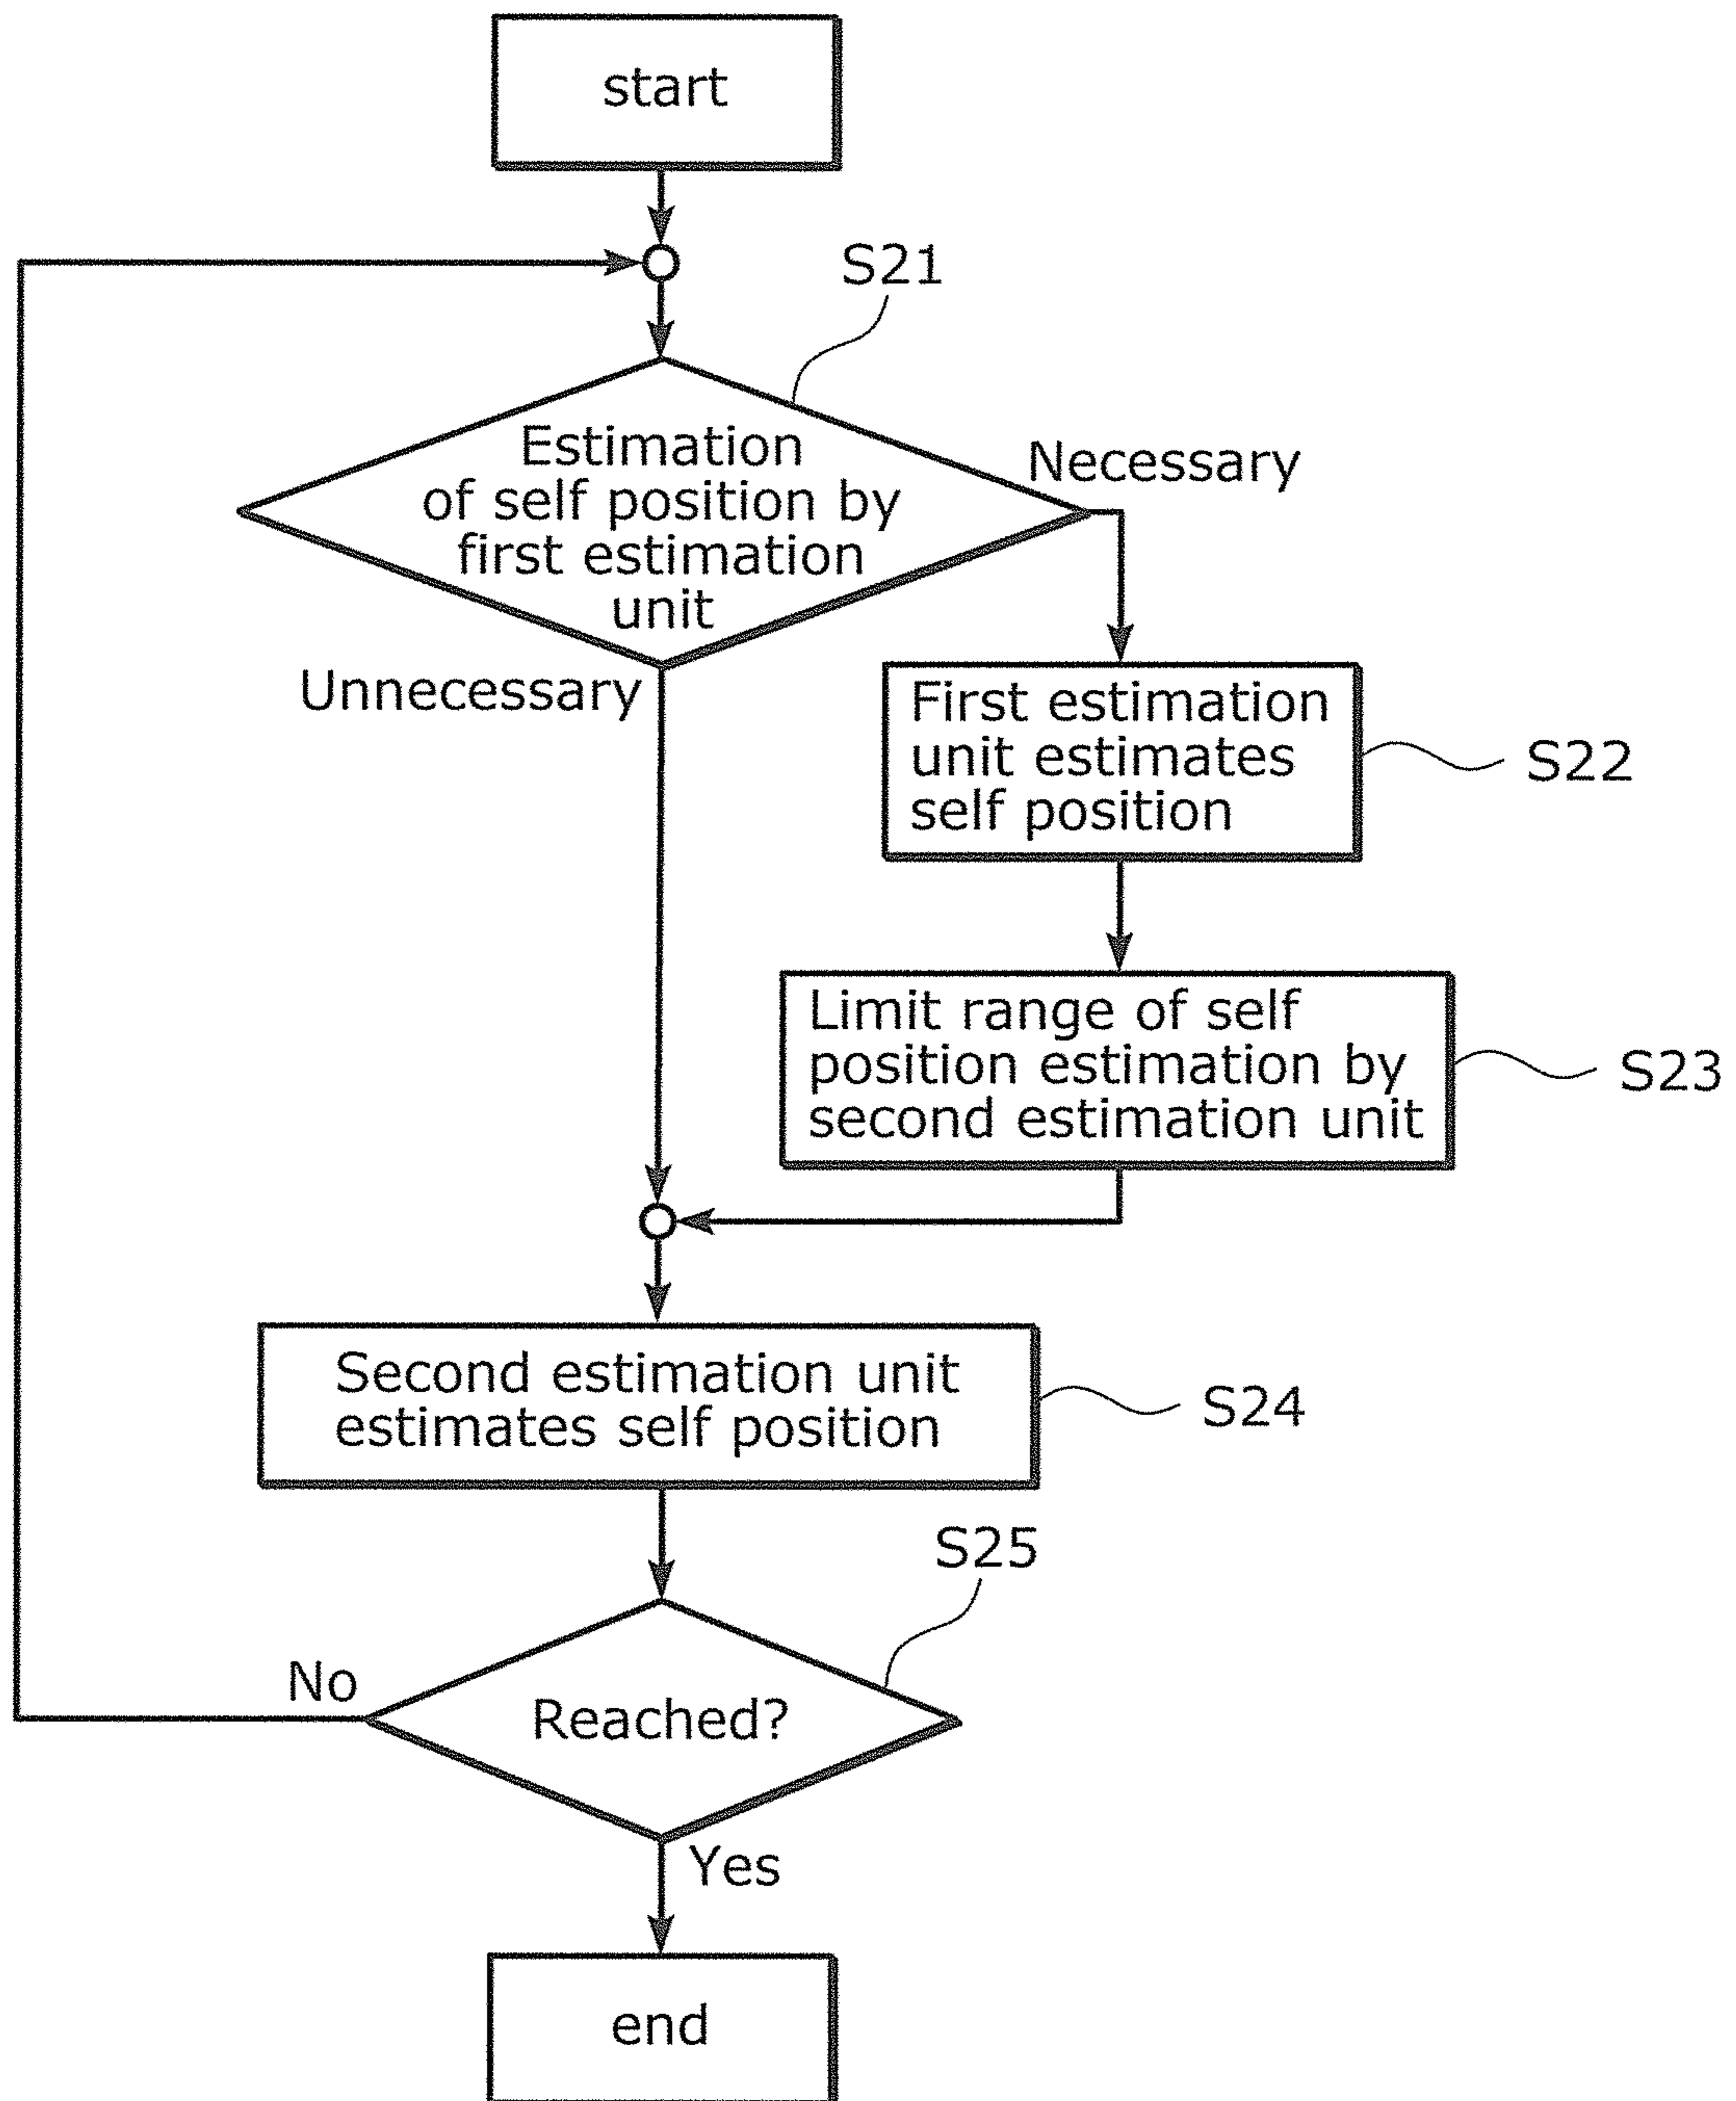 start
S21
Estimation
of self position by
first estimation
unit
Necessary
Unnecessary
First estimation
unit estimates
self position
S22
Limit range of self
position estimation by
second estimation unit
S23
Second estimation unit
estimates self position
S24
S25
Reached?
No
Yes
end